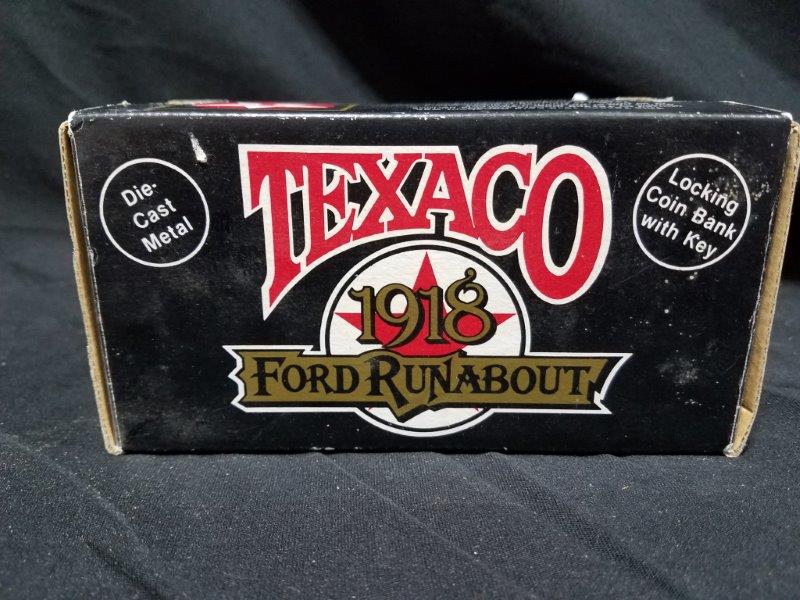 Die-
Cast
Metal
TEXACO
Locking
Coin Bank
with Key
1918
FORD RUNABOUT